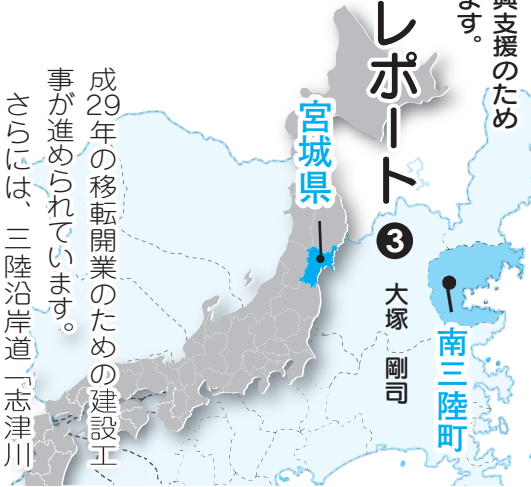 興支援のため
ます。
レポート ❸
大塚 剛司
宮城県
南三陸町
成29年の移転開業のための建設工
事が進められています。
さらには、三陸沿岸道「志津川